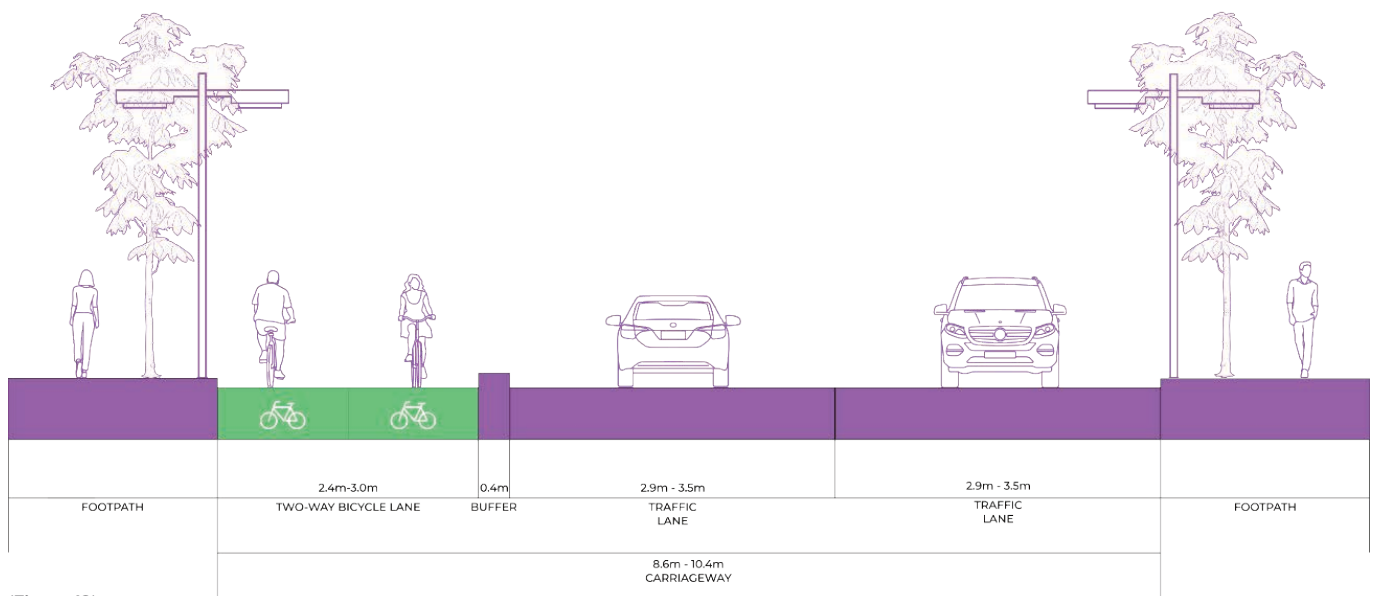 2.4m-3.0m
0.4m
2.9m - 3.5m
2.9m - 3.5m
FOOTPATH
TWO-WAY BICYCLE LANE
BUFFER
TRAFFIC
LANE
TRAFFIC
LANE
FOOTPATH
8.6m - 10.4m
CARRIAGEWAY